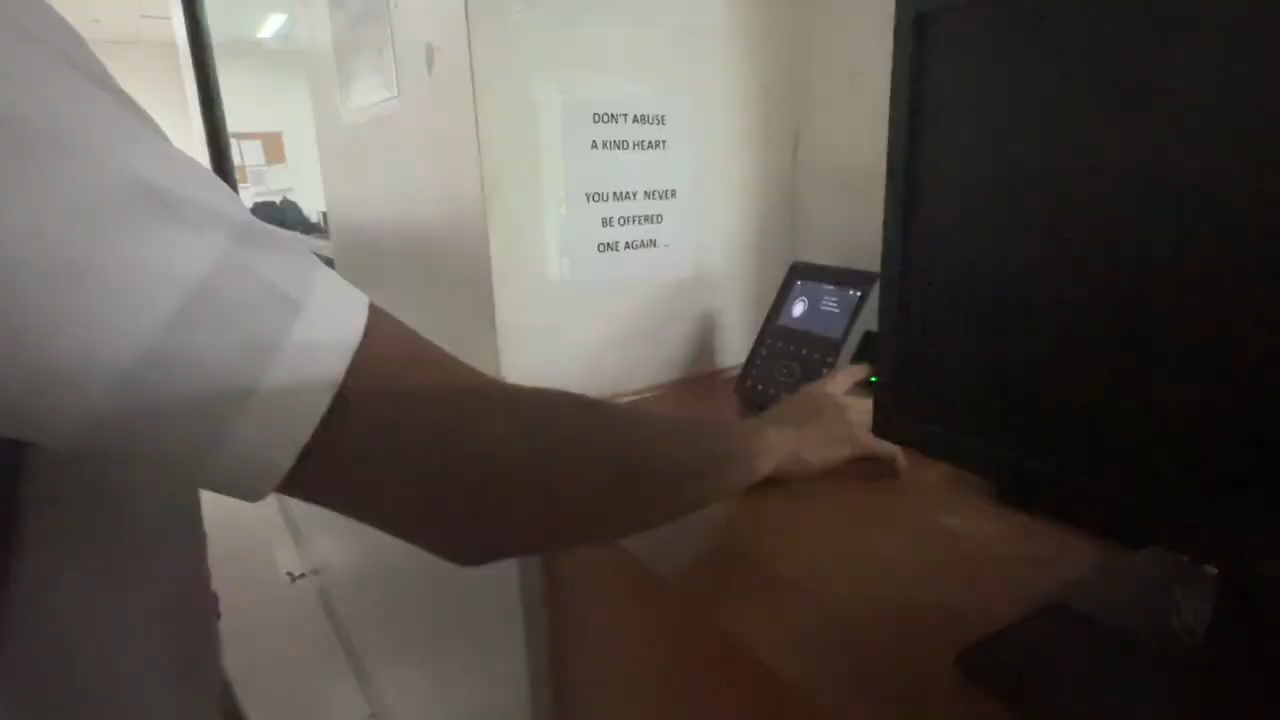 DON'T ABUSE
A KIND HEART
YOU MAY NEVER
BE OFFERED
ONE AGAIN...